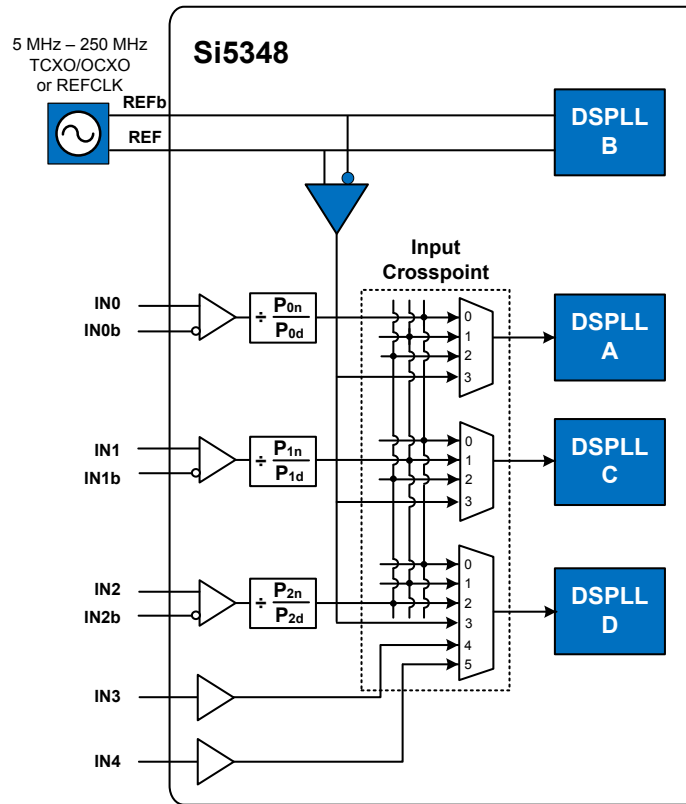 5 MHz – 250 MHz
TCXO/OCXO
or REFCLK
Si5348
REFb
REF
DSPLL
B
Input
Crosspoint
IN0
IN0b
÷ P0n
P0d
0
1
2
3
DSPLL
A
IN1
IN1b
÷ P1n
P1d
0
1
2
3
DSPLL
C
IN2
IN2b
÷ P2n
P2d
0
1
2
3
4
5
DSPLL
D
IN3
IN4